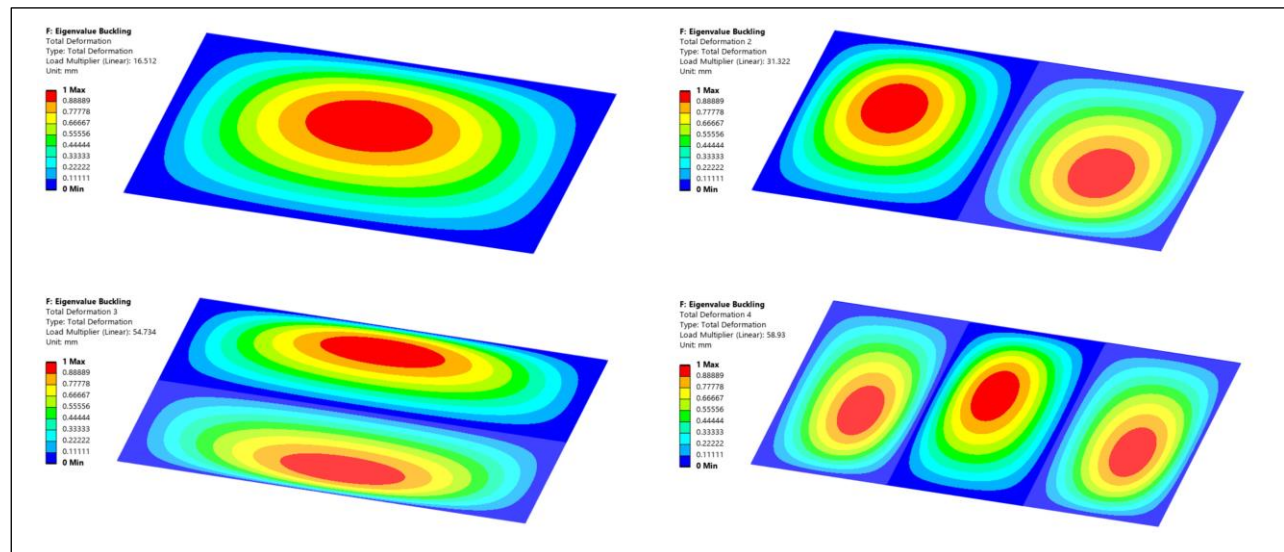 F: Eigenvalue Buckling
Total Deformation
Type: Total Deformation
Load Multiplier (Linear): 16.512
Unit: mm
1 Max
0.88889
0.77778
0.66667
0.55556
0.44444
0.33333
0.22222
0.11111
0 Min
F: Eigenvalue Buckling
Total Deformation 2
Type: Total Deformation
Load Multiplier (Linear): 31.322
Unit: mm
1 Max
0.88889
0.77778
0.66667
0.55556
0.44444
0.33333
0.22222
0.11111
0 Min
F: Eigenvalue Buckling
Total Deformation 3
Type: Total Deformation
Load Multiplier (Linear): 54.734
Unit: mm
1 Max
0.88889
0.77778
0.66667
0.55556
0.44444
0.33333
0.22222
0.11111
0 Min
F: Eigenvalue Buckling
Total Deformation 4
Type: Total Deformation
Load Multiplier (Linear): 58.93
Unit: mm
1 Max
0.88889
0.77778
0.66667
0.55556
0.44444
0.33333
0.22222
0.11111
0 Min